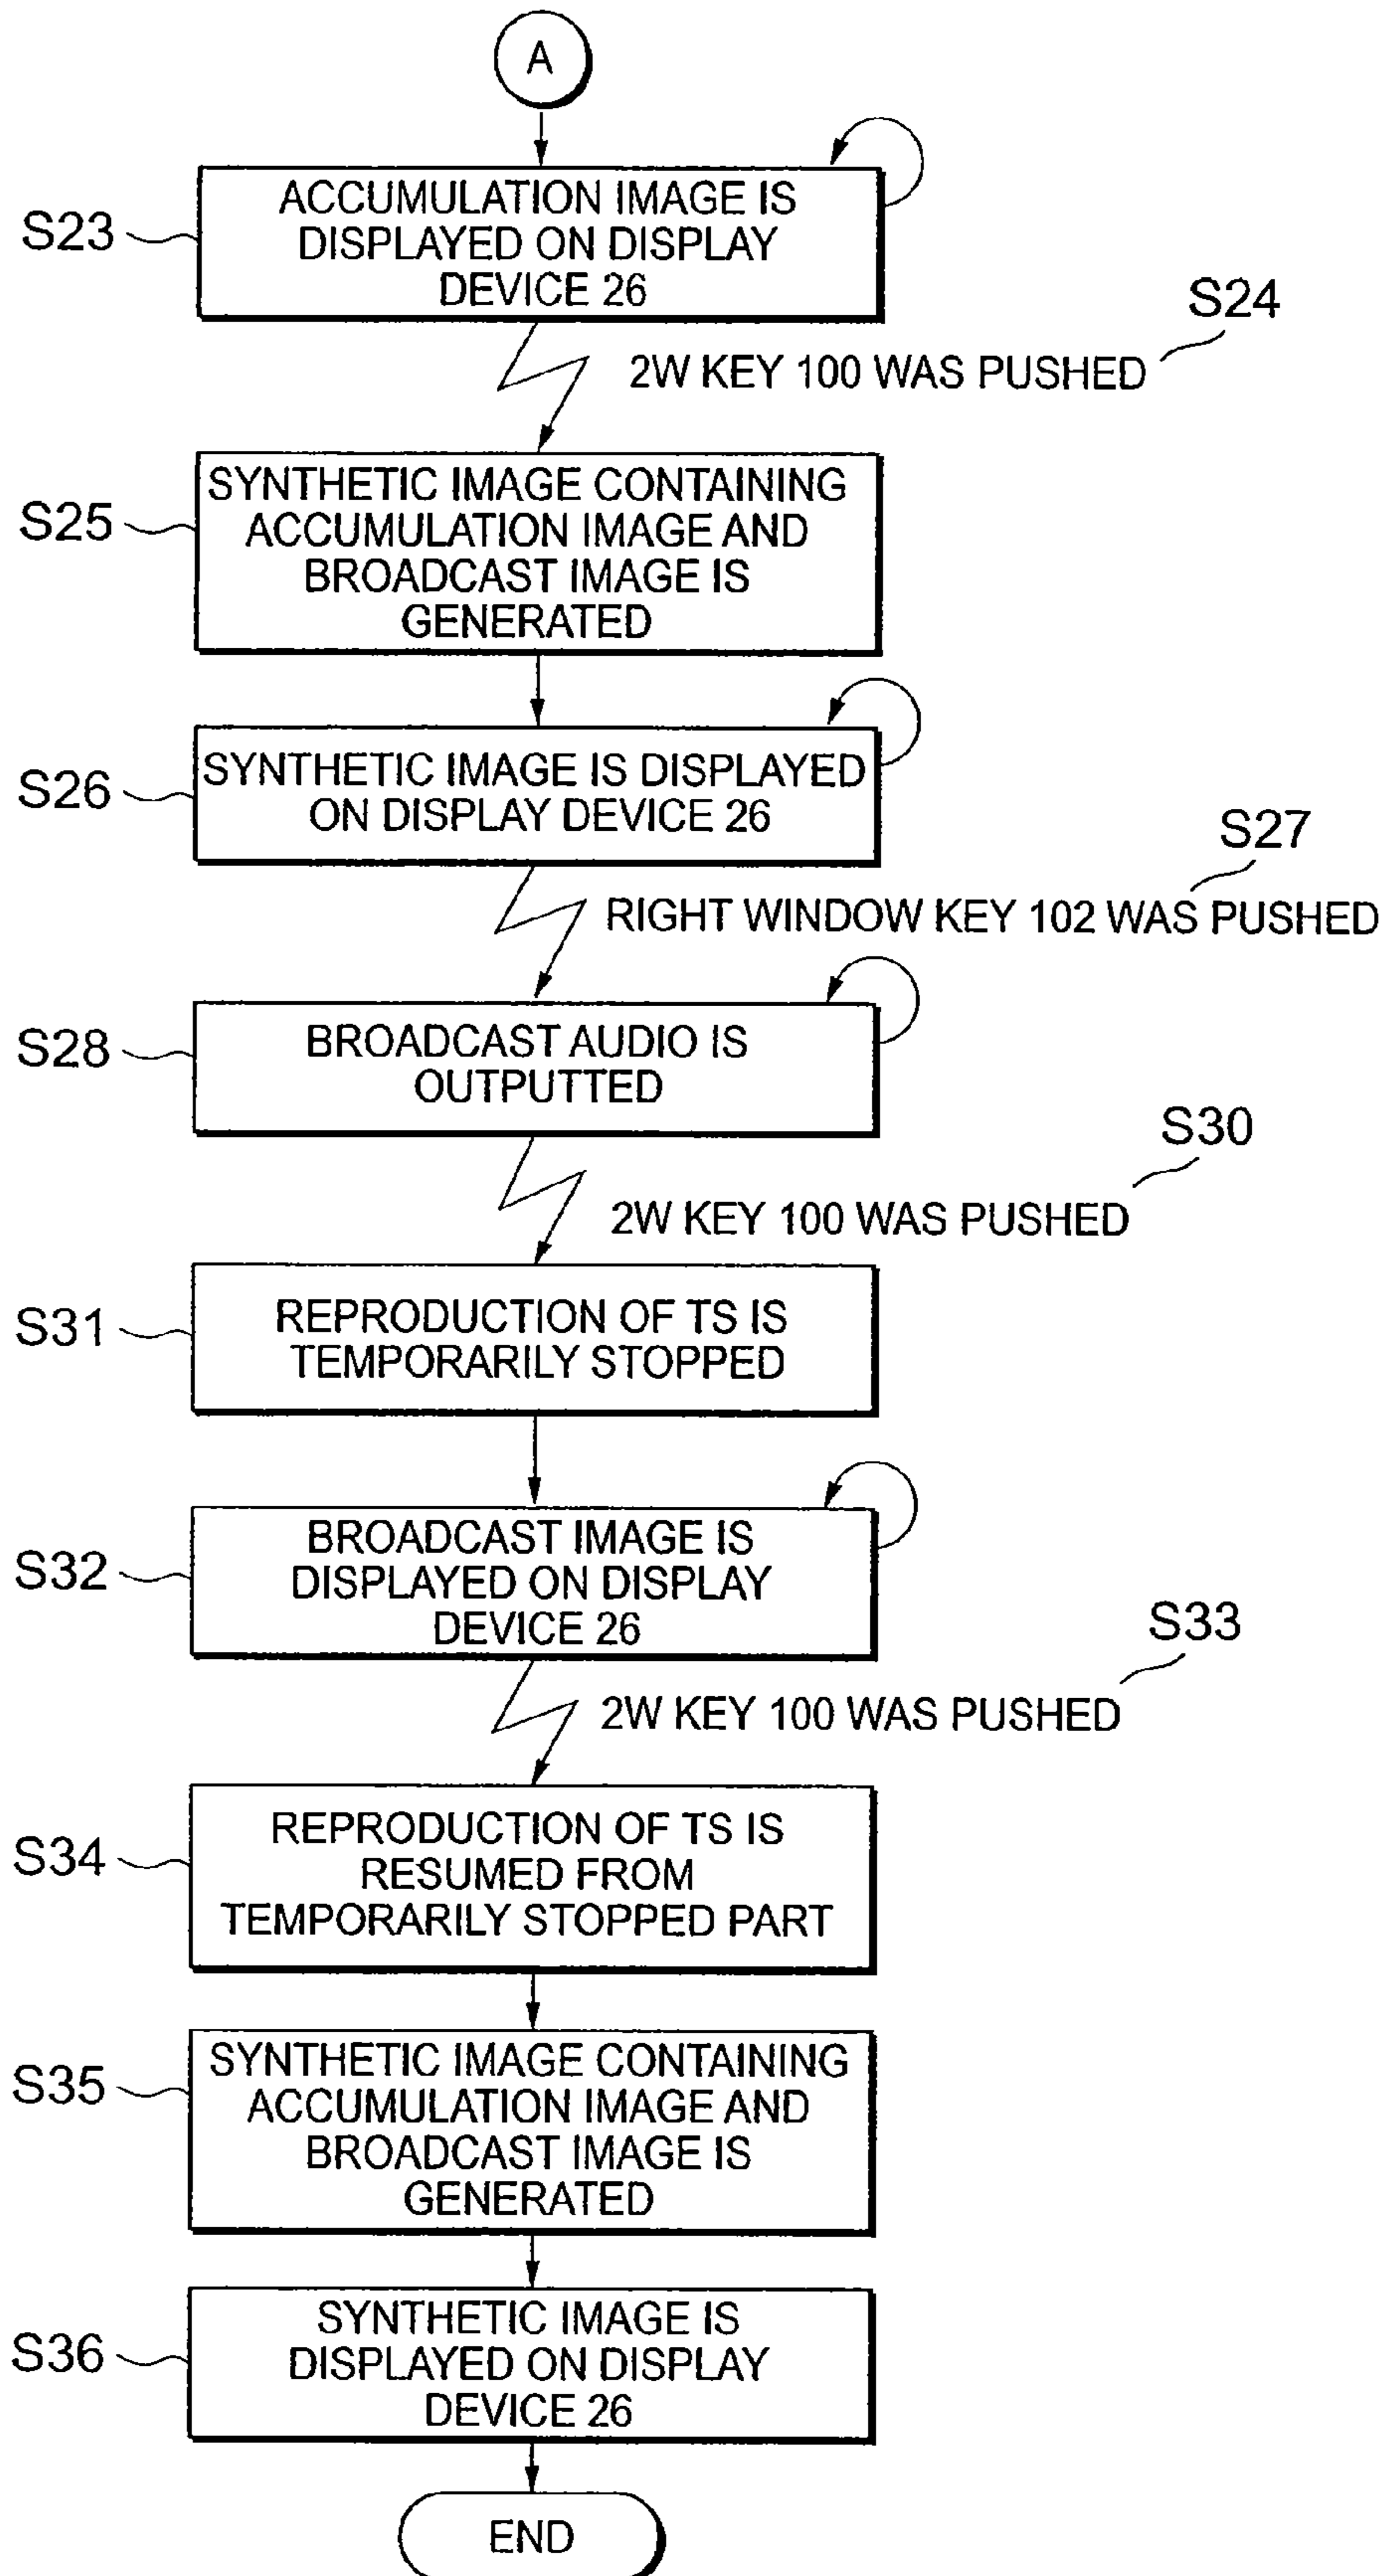 A
S23
ACCUMULATION IMAGE IS
DISPLAYED ON DISPLAY
DEVICE 26
S24
2W KEY 100 WAS PUSHED
S25
SYNTHETIC IMAGE CONTAINING
ACCUMULATION IMAGE AND
BROADCAST IMAGE IS
GENERATED
S26
SYNTHETIC IMAGE IS DISPLAYED
ON DISPLAY DEVICE 26
S27
RIGHT WINDOW KEY 102 WAS PUSHED
S28
BROADCAST AUDIO IS
OUTPUTTED
S30
2W KEY 100 WAS PUSHED
S31
REPRODUCTION OF TS IS
TEMPORARILY STOPPED
S32
BROADCAST IMAGE IS
DISPLAYED ON DISPLAY
DEVICE 26
S33
2W KEY 100 WAS PUSHED
S34
REPRODUCTION OF TS IS
RESUMED FROM
TEMPORARILY STOPPED PART
S35
SYNTHETIC IMAGE CONTAINING
ACCUMULATION IMAGE AND
BROADCAST IMAGE IS
GENERATED
S36
SYNTHETIC IMAGE IS
DISPLAYED ON DISPLAY
DEVICE 26
END